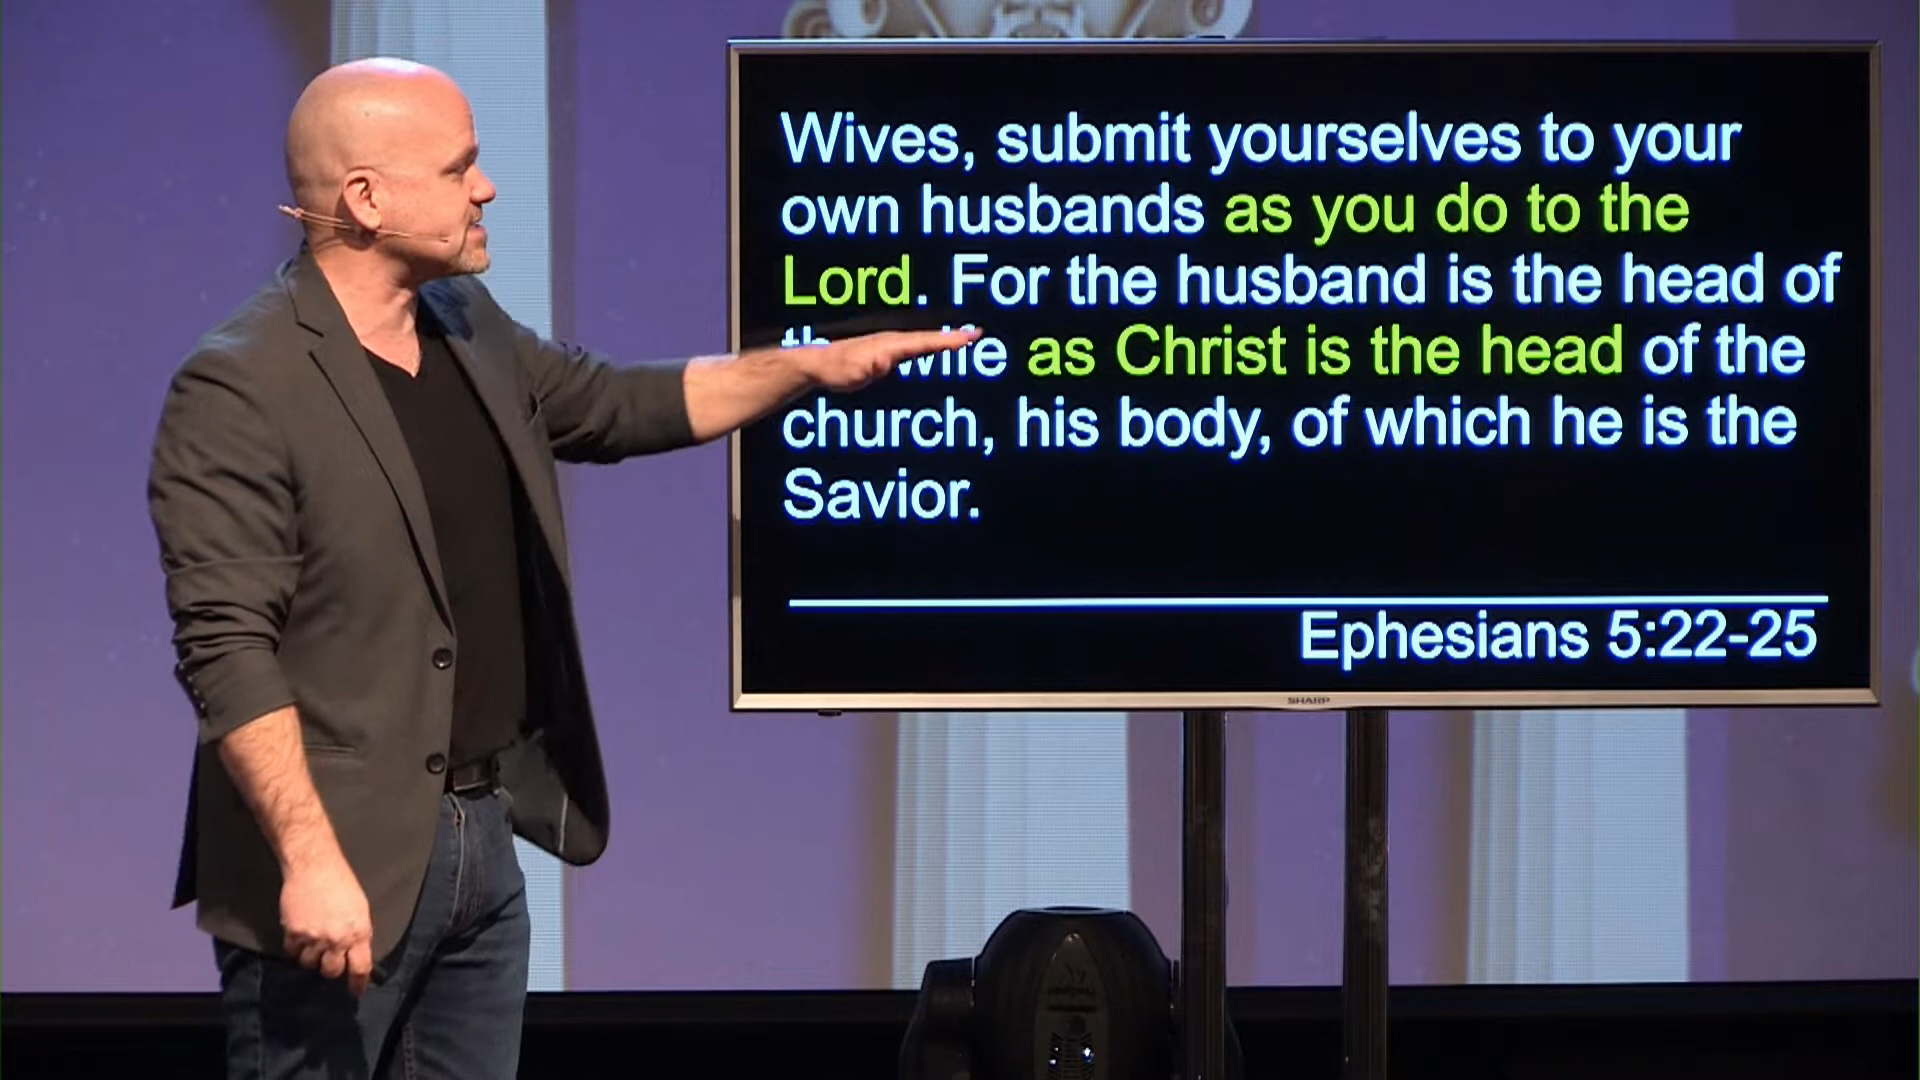 Wives, submit yourselves to your
own husbands as you do to the
Lord. For the husband is the head of
wife as Christ is the head of the
church, his body, of which he is the
Savior.
Ephesians 5:22-25
SHARP